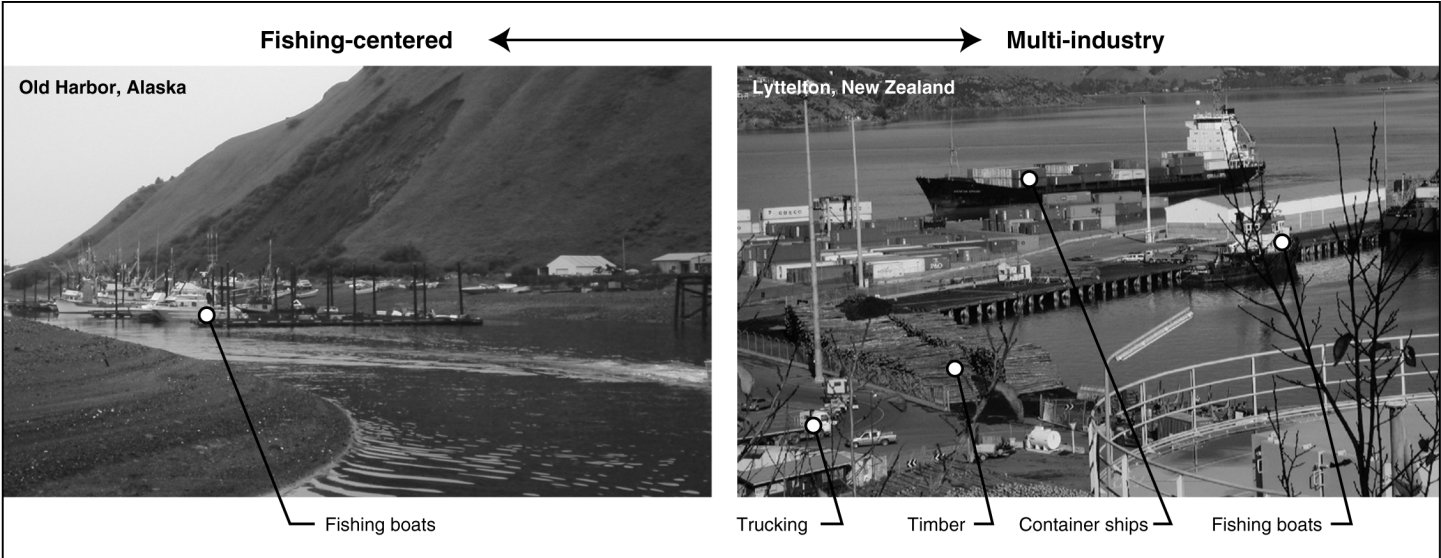 Fishing-centered
Multi-industry
Old Harbor, Alaska
Lyttelton, New Zealand
Fishing boats
Trucking
Timber
Container ships
Fishing boats